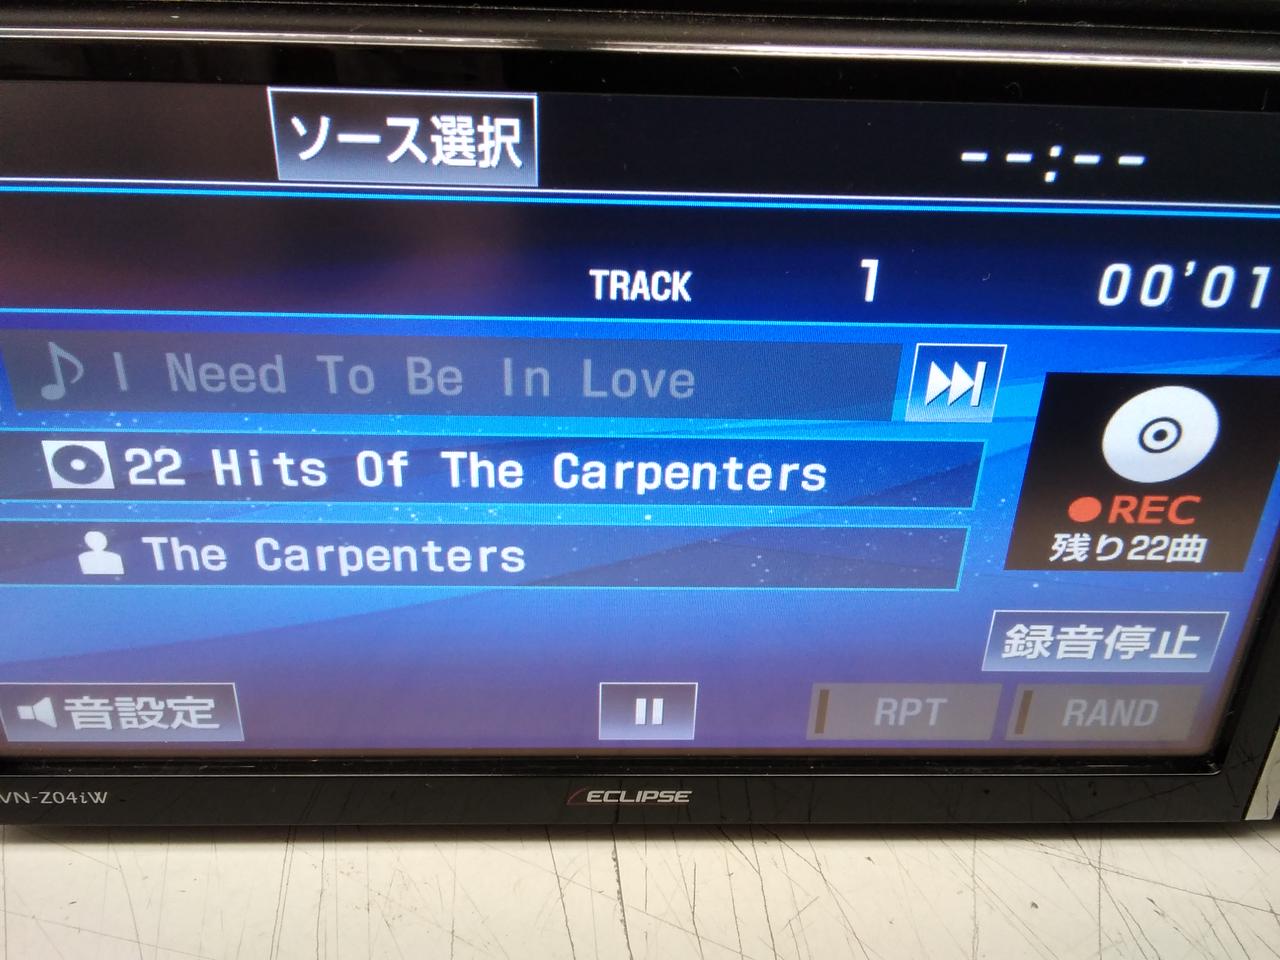 ソース選択
--:--
TRACK 1 00'01
I Need To Be In Love
22 Hits Of The Carpenters
The Carpenters
REC
残り22曲
録音停止
音設定
RPT
RAND
VN-Z04iW
ECLIPSE